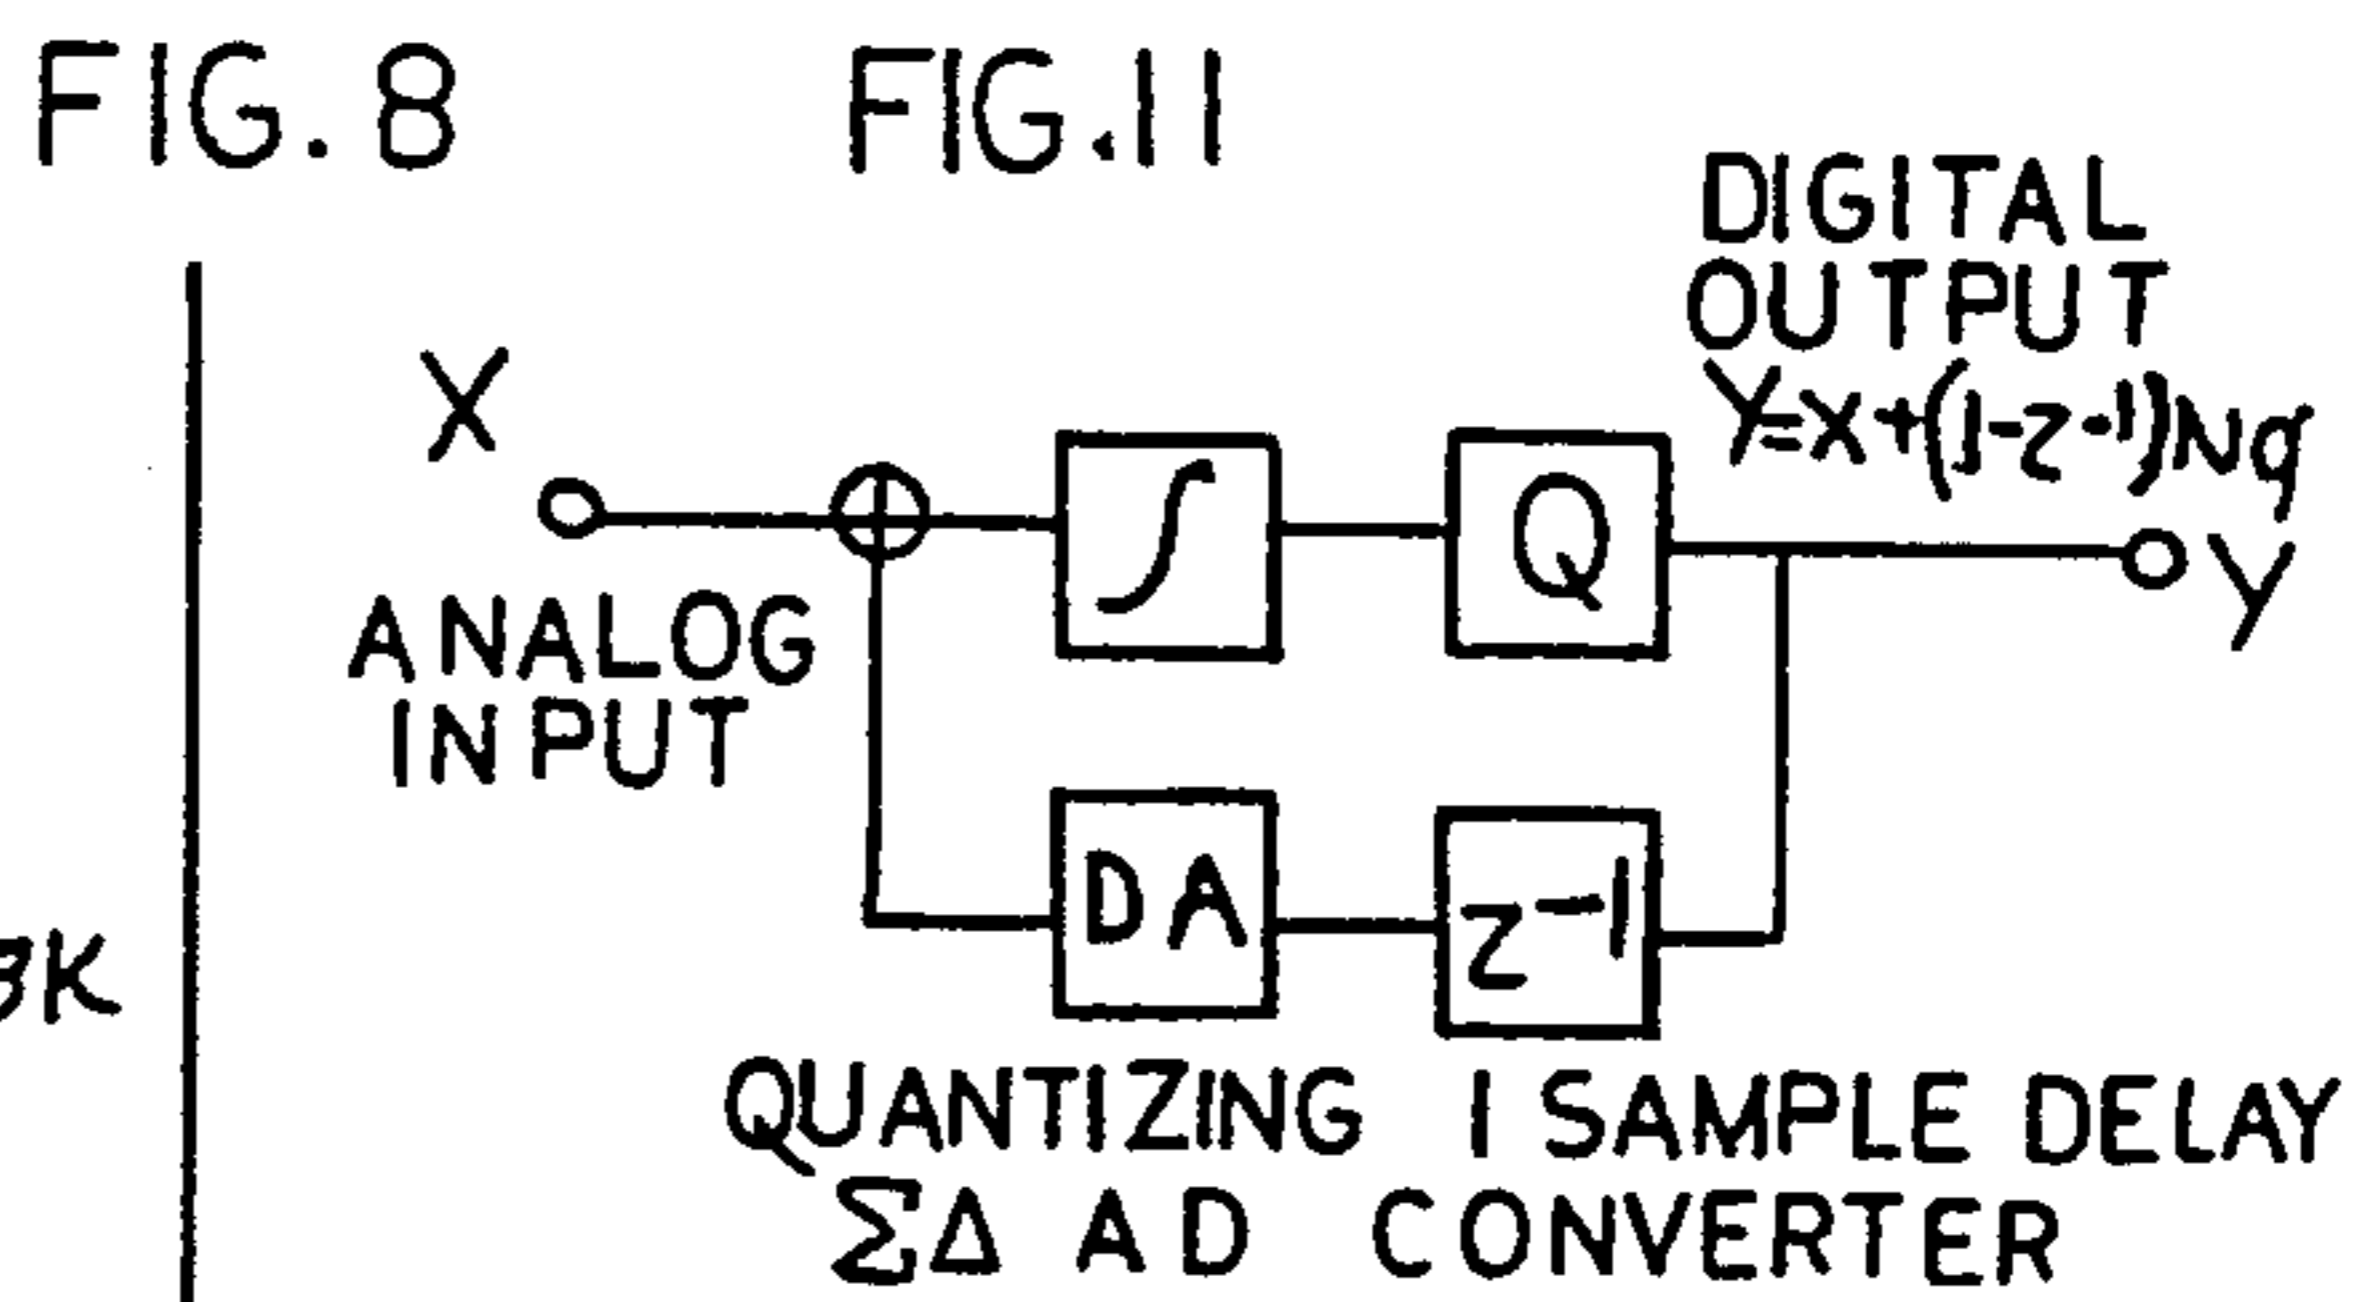 FIG. 8
FIG. 11
DIGITAL
OUTPUT
Y=X+(1-Z-1)Nq
X
∫
Q
Y
ANALOG
INPUT
DA
Z⁻¹
3K
QUANTIZING 1 SAMPLE DELAY
ΣΔ AD CONVERTER